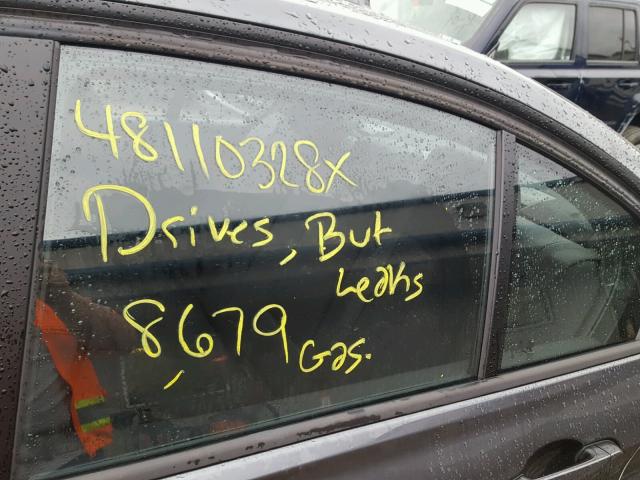 48110328X
Drives, But
Leaks
8,679 Gas.